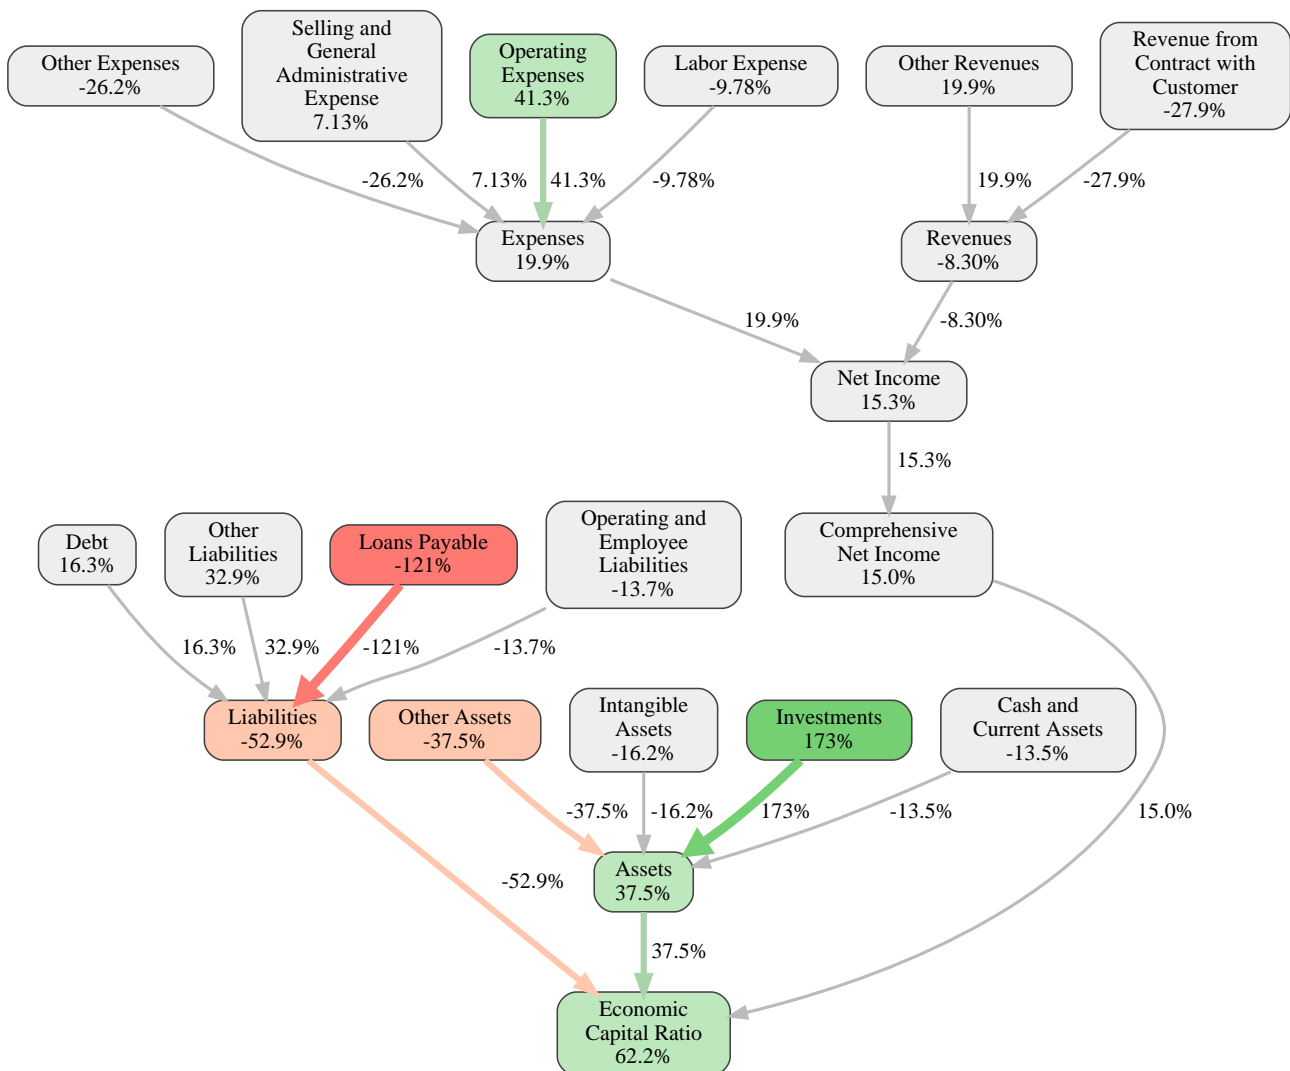 Other Expenses
-26.2%
Selling and
General
Administrative
Expense
7.13%
Operating
Expenses
41.3%
Labor Expense
-9.78%
Other Revenues
19.9%
Revenue from
Contract with
Customer
-27.9%
-26.2%
7.13%
41.3%
-9.78%
19.9%
-27.9%
Expenses
19.9%
Revenues
-8.30%
19.9%
-8.30%
Net Income
15.3%
15.3%
Debt
16.3%
Other
Liabilities
32.9%
Loans Payable
-121%
Operating and
Employee
Liabilities
-13.7%
Comprehensive
Net Income
15.0%
16.3%
32.9%
-121%
-13.7%
Liabilities
-52.9%
Other Assets
-37.5%
Intangible
Assets
-16.2%
Investments
173%
Cash and
Current Assets
-13.5%
-37.5%
-16.2%
173%
-13.5%
15.0%
Assets
37.5%
-52.9%
37.5%
Economic
Capital Ratio
62.2%